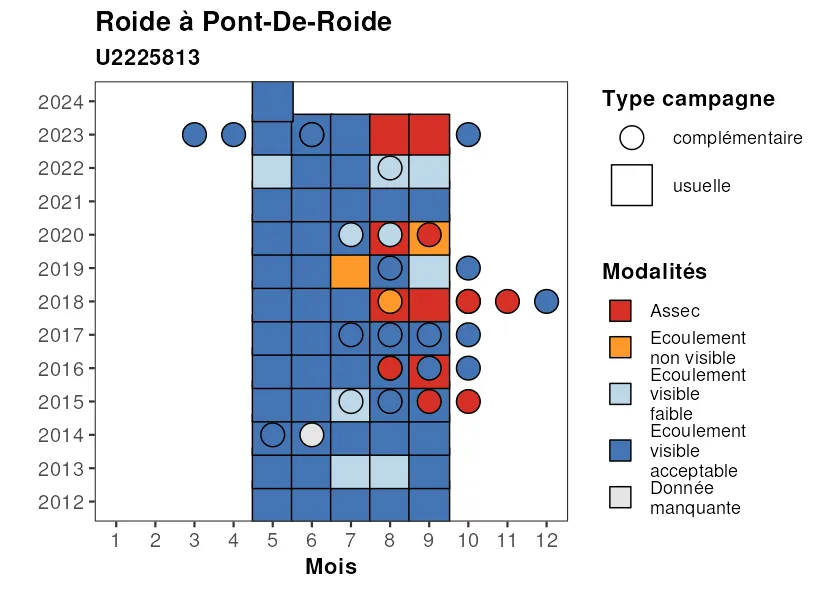 Roide à Pont-De-Roide
U2225813
2024
2023
2022
2021
2020
2019
2018
2017
2016
2015
2014
2013
2012
1 2 3 4 5 6 7 8 9 10 11 12
Mois
Type campagne
complémentaire
usuelle
Modalités
Assec
Ecoulement
non visible
Ecoulement
visible
faible
Ecoulement
visible
acceptable
Donnée
manquante